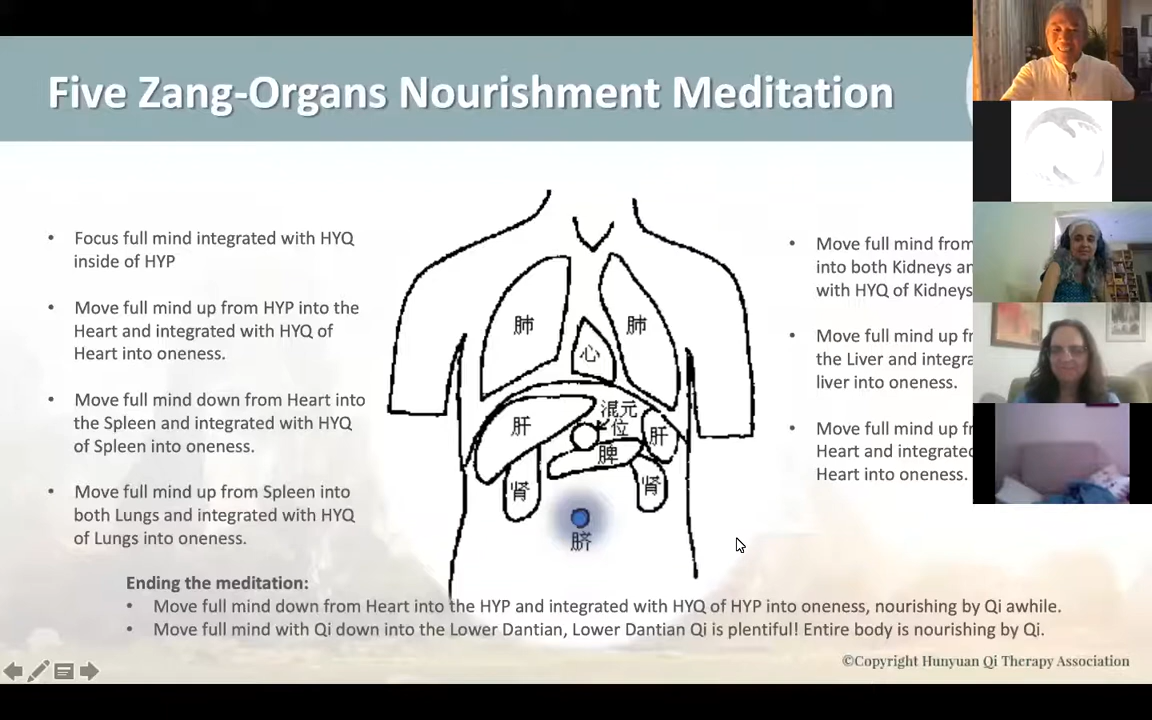 Five Zang-Organs Nourishment Meditation
• Focus full mind integrated with HYQ
inside of HYP
• Move full mind up from HYP into the
Heart and integrated with HYQ of
Heart into oneness.
• Move full mind down from Heart into
the Spleen and integrated with HYQ
of Spleen into oneness.
• Move full mind up from Spleen into
both Lungs and integrated with HYQ
of Lungs into oneness.
肺
肺
心
混元
位
肝
肝
脾
肾
肾
脐
• Move full mind from
into both Kidneys an
with HYQ of Kidneys
• Move full mind up fr
the Liver and integra
liver into oneness.
• Move full mind up f
Heart and integrated
Heart into oneness.
Ending the meditation:
• Move full mind down from Heart into the HYP and integrated with HYQ of HYP into oneness, nourishing by Qi awhile.
• Move full mind with Qi down into the Lower Dantian, Lower Dantian Qi is plentiful! Entire body is nourishing by Qi.
©Copyright Hunyuan Qi Therapy Association